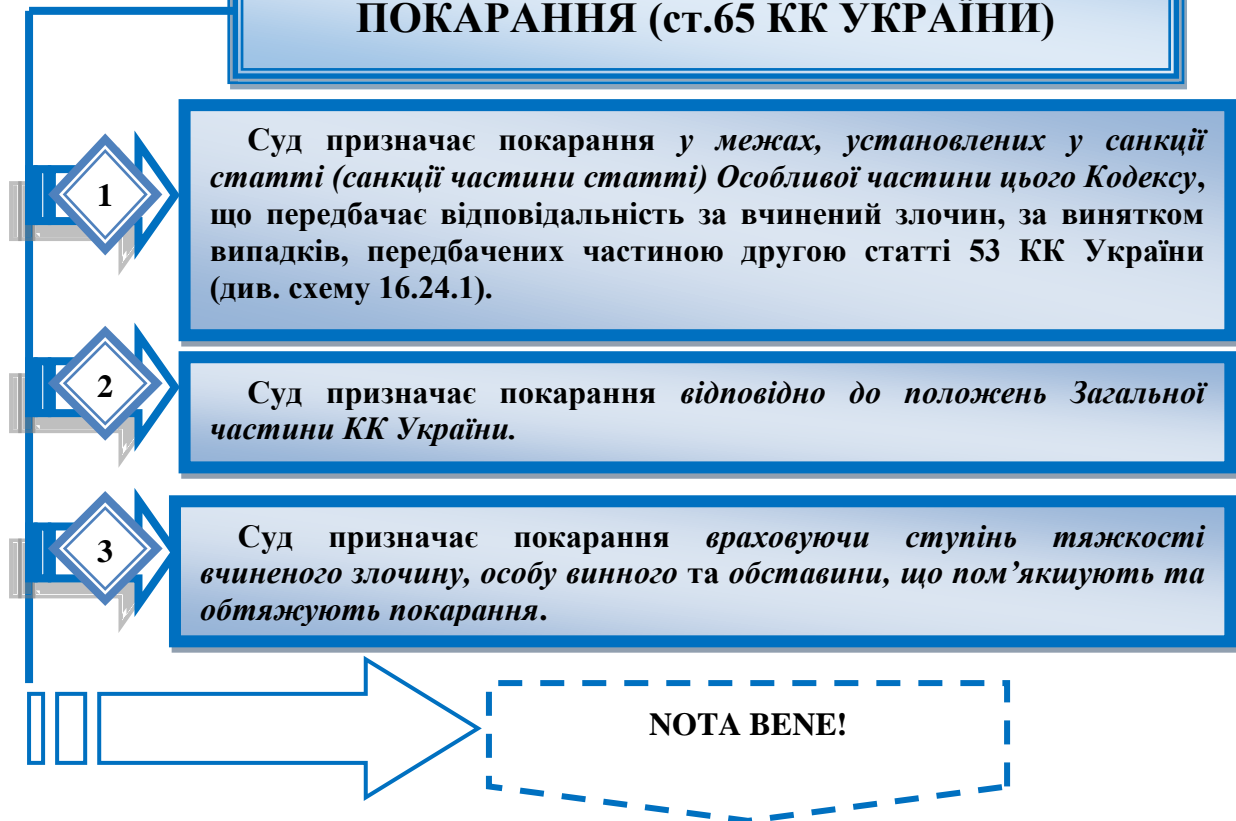 ПОКАРАННЯ (ст.65 КК УКРАЇНИ)
1
Суд призначає покарання у межах, установлених у санкції
статті (санкції частини статті) Особливої частини цього Кодексу,
що передбачає відповідальність за вчинений злочин, за винятком
випадків, передбачених частиною другою статті 53 КК України
(див. схему 16.24.1).
2
Суд призначає покарання відповідно до положень Загальної
частини КК України.
3
Суд призначає покарання враховуючи ступінь тяжкості
вчиненого злочину, особу винного та обставини, що пом’якшують та
обтяжують покарання.
NOTA BENE!